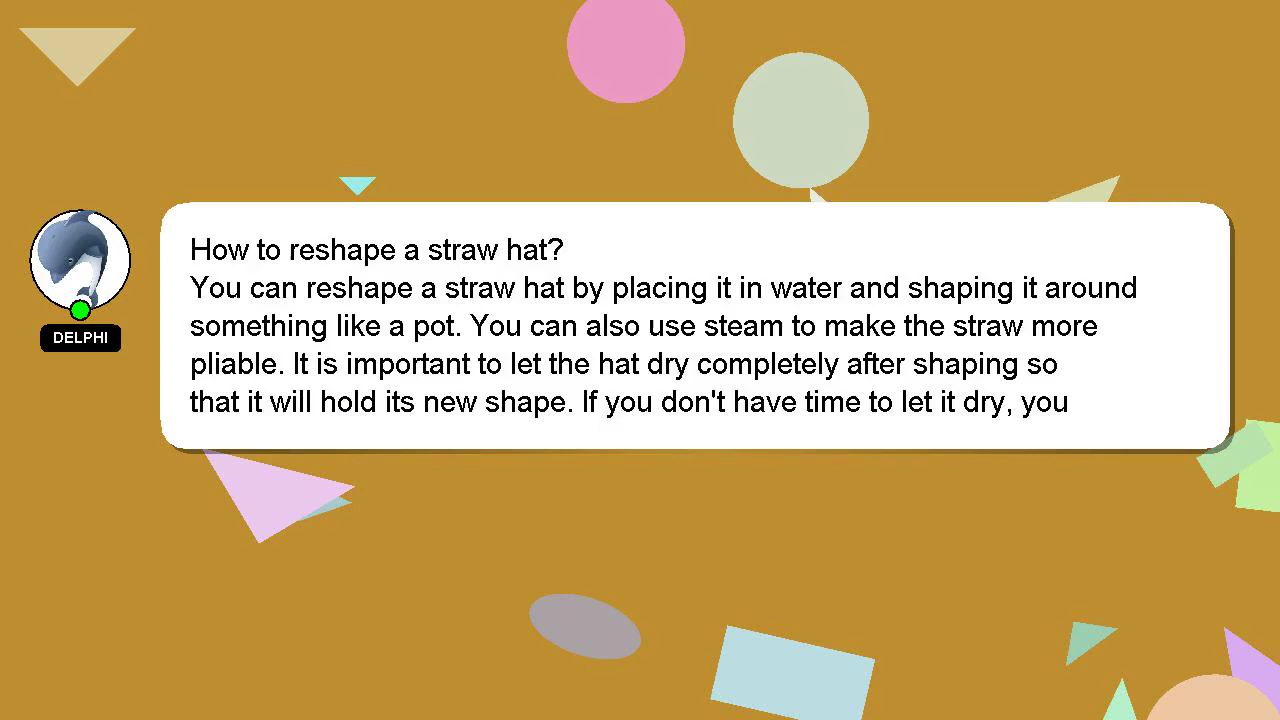 How to reshape a straw hat?
You can reshape a straw hat by placing it in water and shaping it around
something like a pot. You can also use steam to make the straw more
pliable. It is important to let the hat dry completely after shaping so
that it will hold its new shape. If you don't have time to let it dry, you
DELPHI